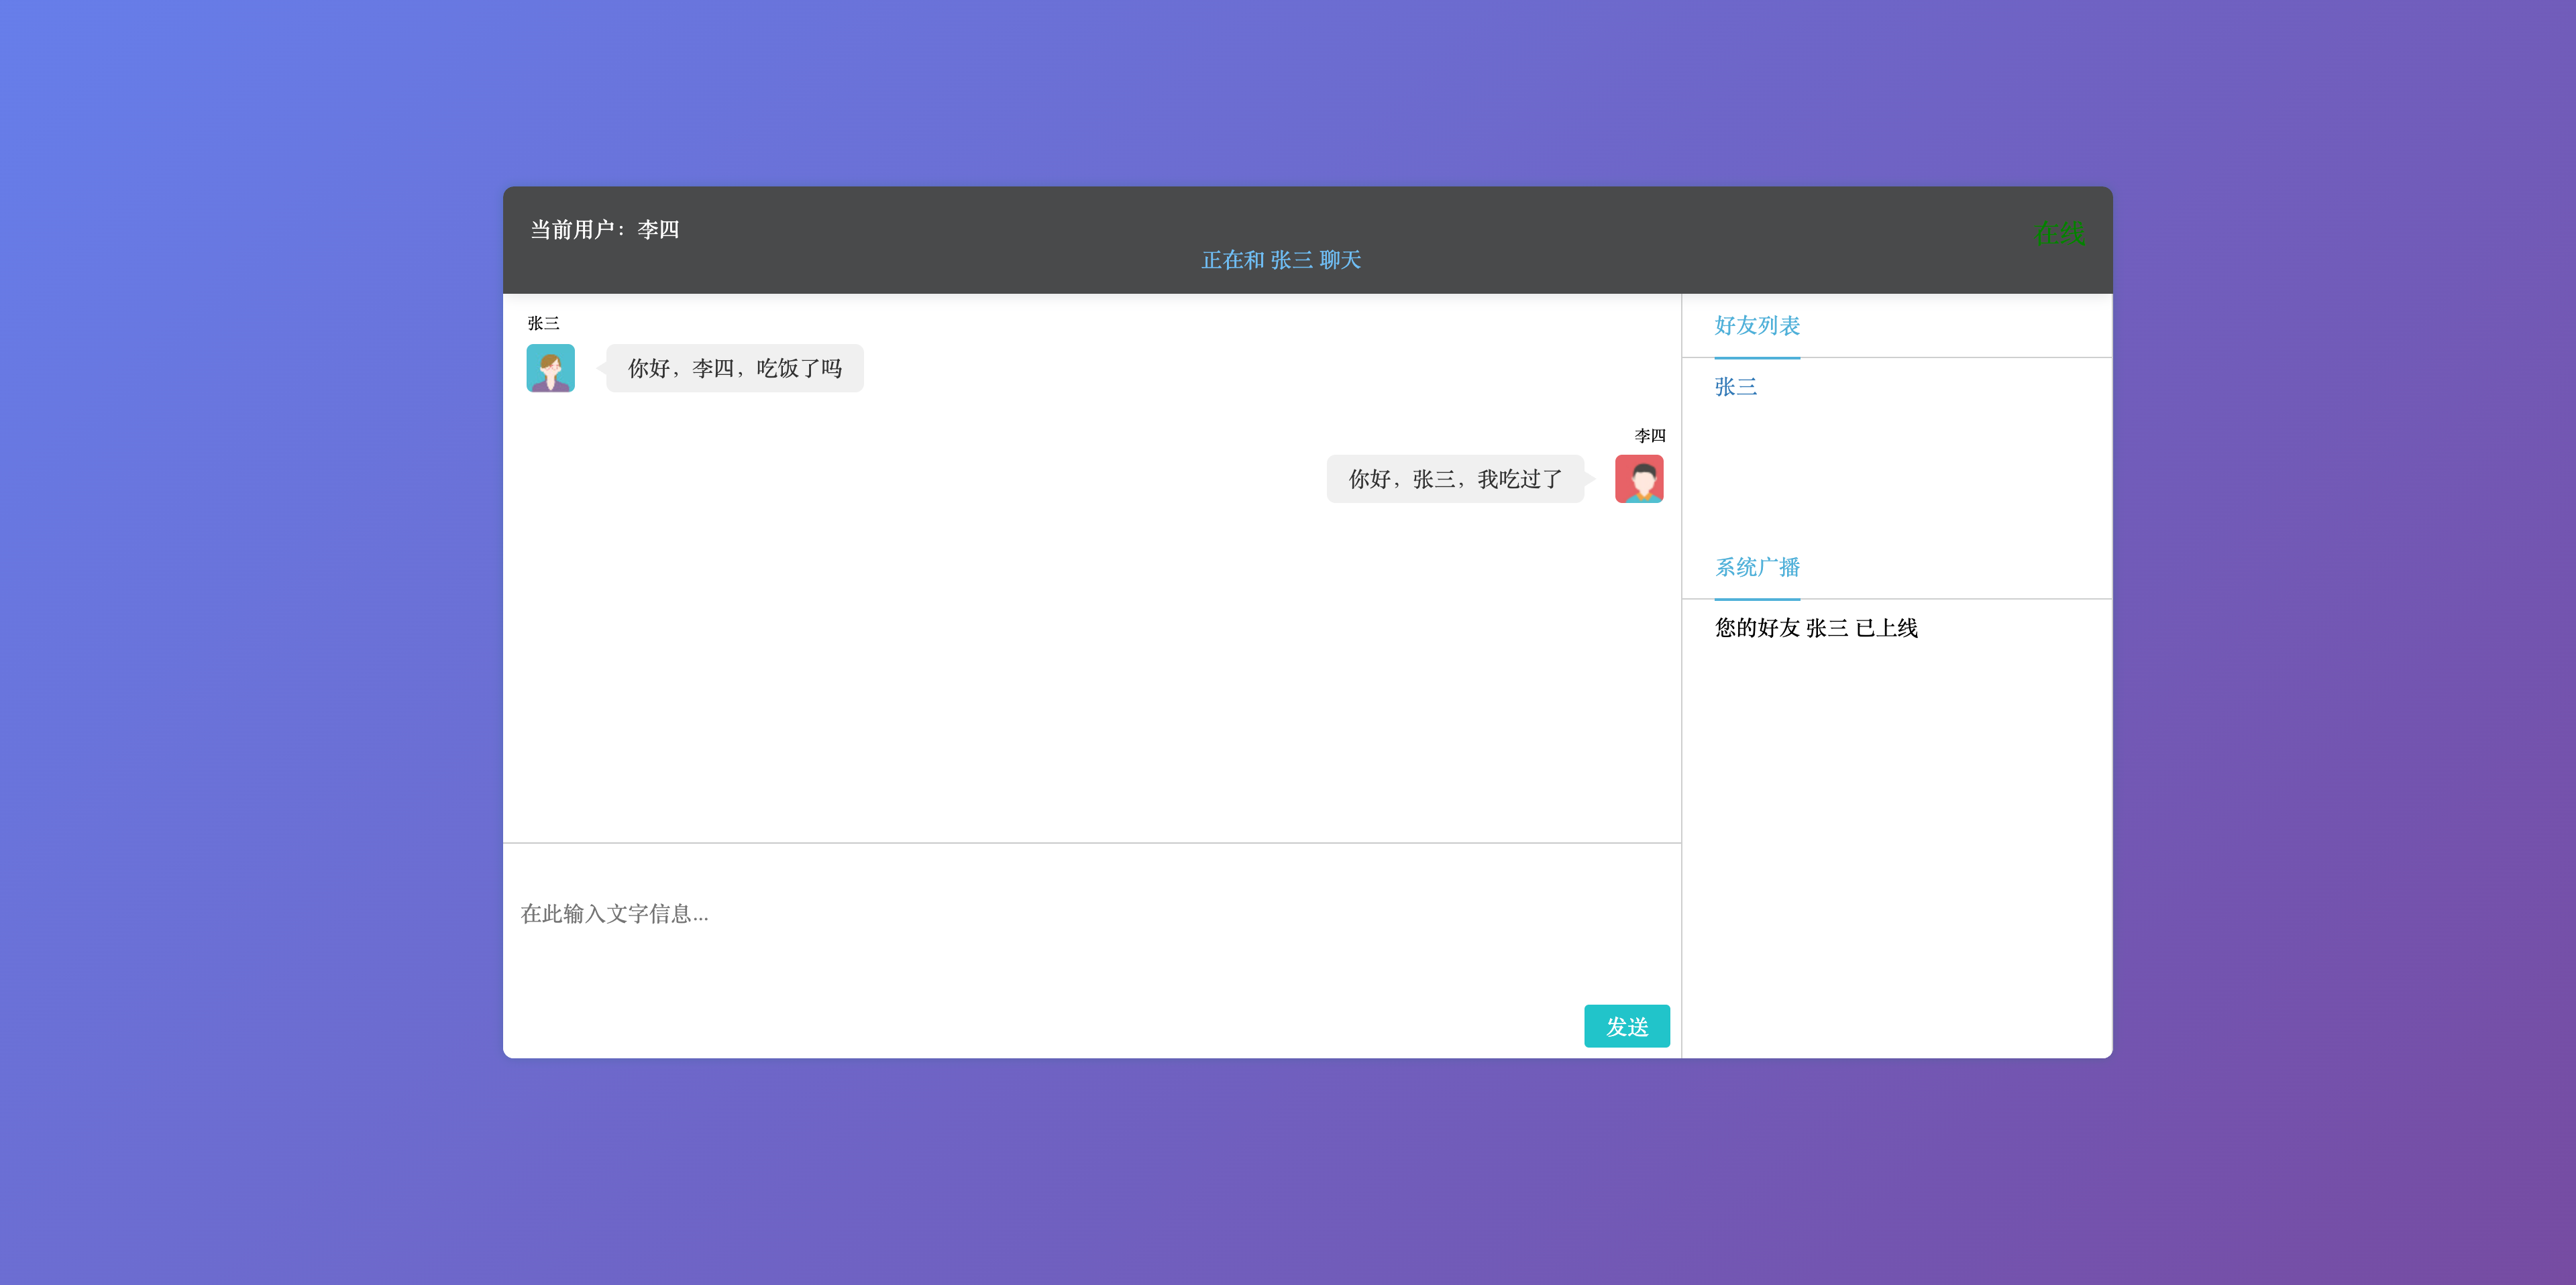 当前用户：李四
在线
正在和 张三 聊天
张三
你好，李四，吃饭了吗
李四
你好，张三，我吃过了
在此输入文字信息...
发送
好友列表
张三
系统广播
您的好友 张三 已上线